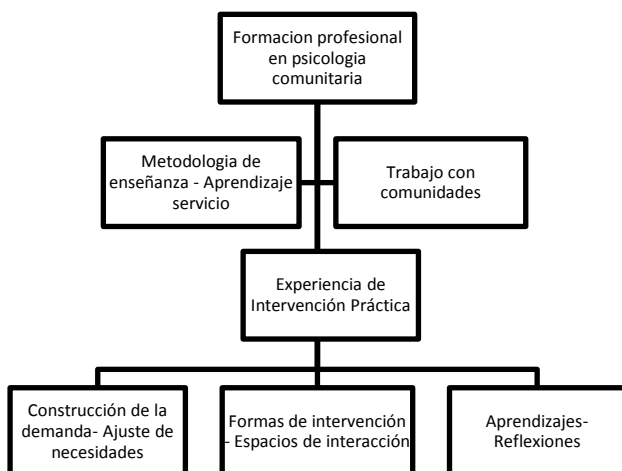 Formacion profesional
en psicologia
comunitaria
Metodologia de
enseñanza - Aprendizaje
servicio
Trabajo con
comunidades
Experiencia de
Intervención Práctica
Construcción de la
demanda- Ajuste de
necesidades
Formas de intervención
- Espacios de interacción
Aprendizajes-
Reflexiones